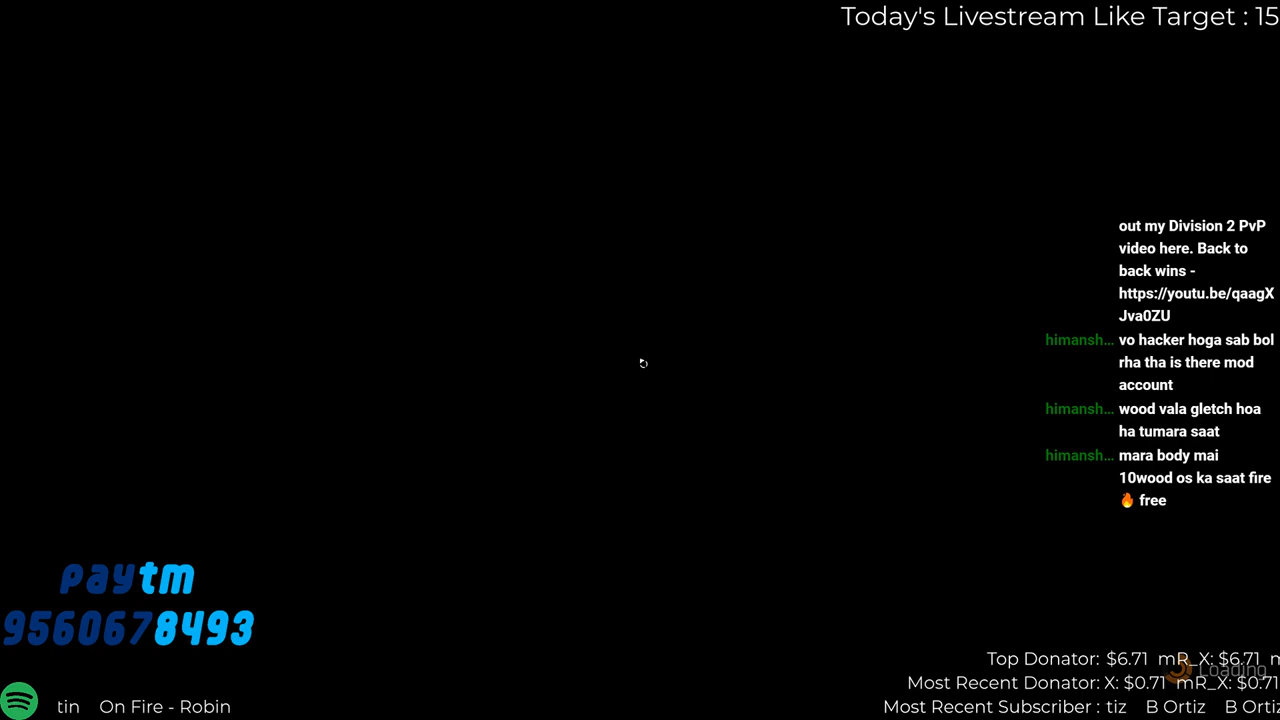 Today's Livestream Like Target : 15
out my Division 2 PvP
video here. Back to
back wins -
https://youtu.be/qaagX
Jva0ZU
himansh... vo hacker hoga sab bol
rha tha is there mod
account
himansh... wood vala gletch hoa
ha tumara saat
himansh... mara body mai
10wood os ka saat fire
🔥 free
paytm
9560678493
Top Donator: $6.71 mR_X: $6.71 m
Loading
Most Recent Donator: X: $0.71 mR_X: $0.71
Most Recent Subscriber : tiz B Ortiz B Ortiz
tin On Fire - Robin